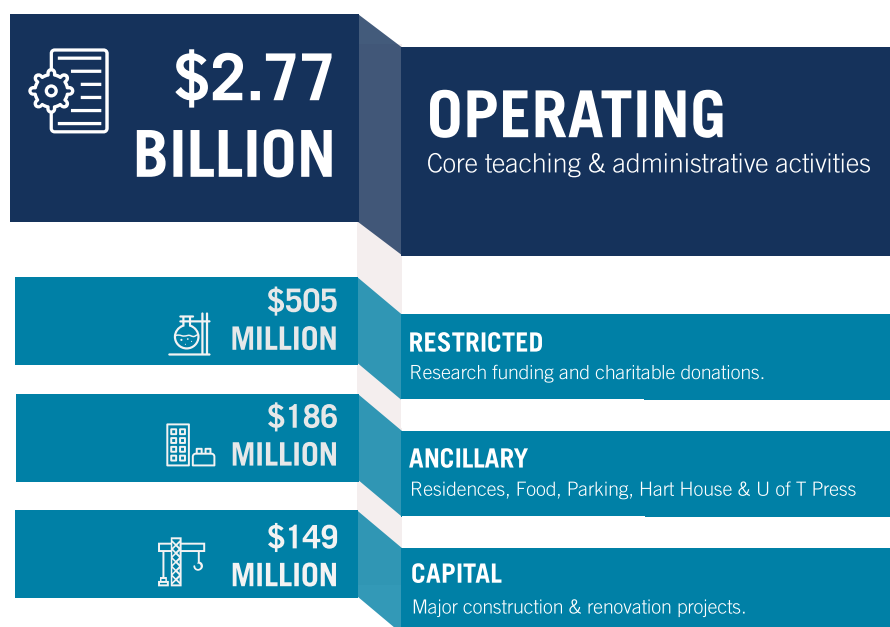 $2.77
BILLION
OPERATING
Core teaching & administrative activities
$505
MILLION
RESTRICTED
Research funding and charitable donations.
$186
MILLION
ANCILLARY
Residences, Food, Parking, Hart House & U of T Press
$149
MILLION
CAPITAL
Major construction & renovation projects.